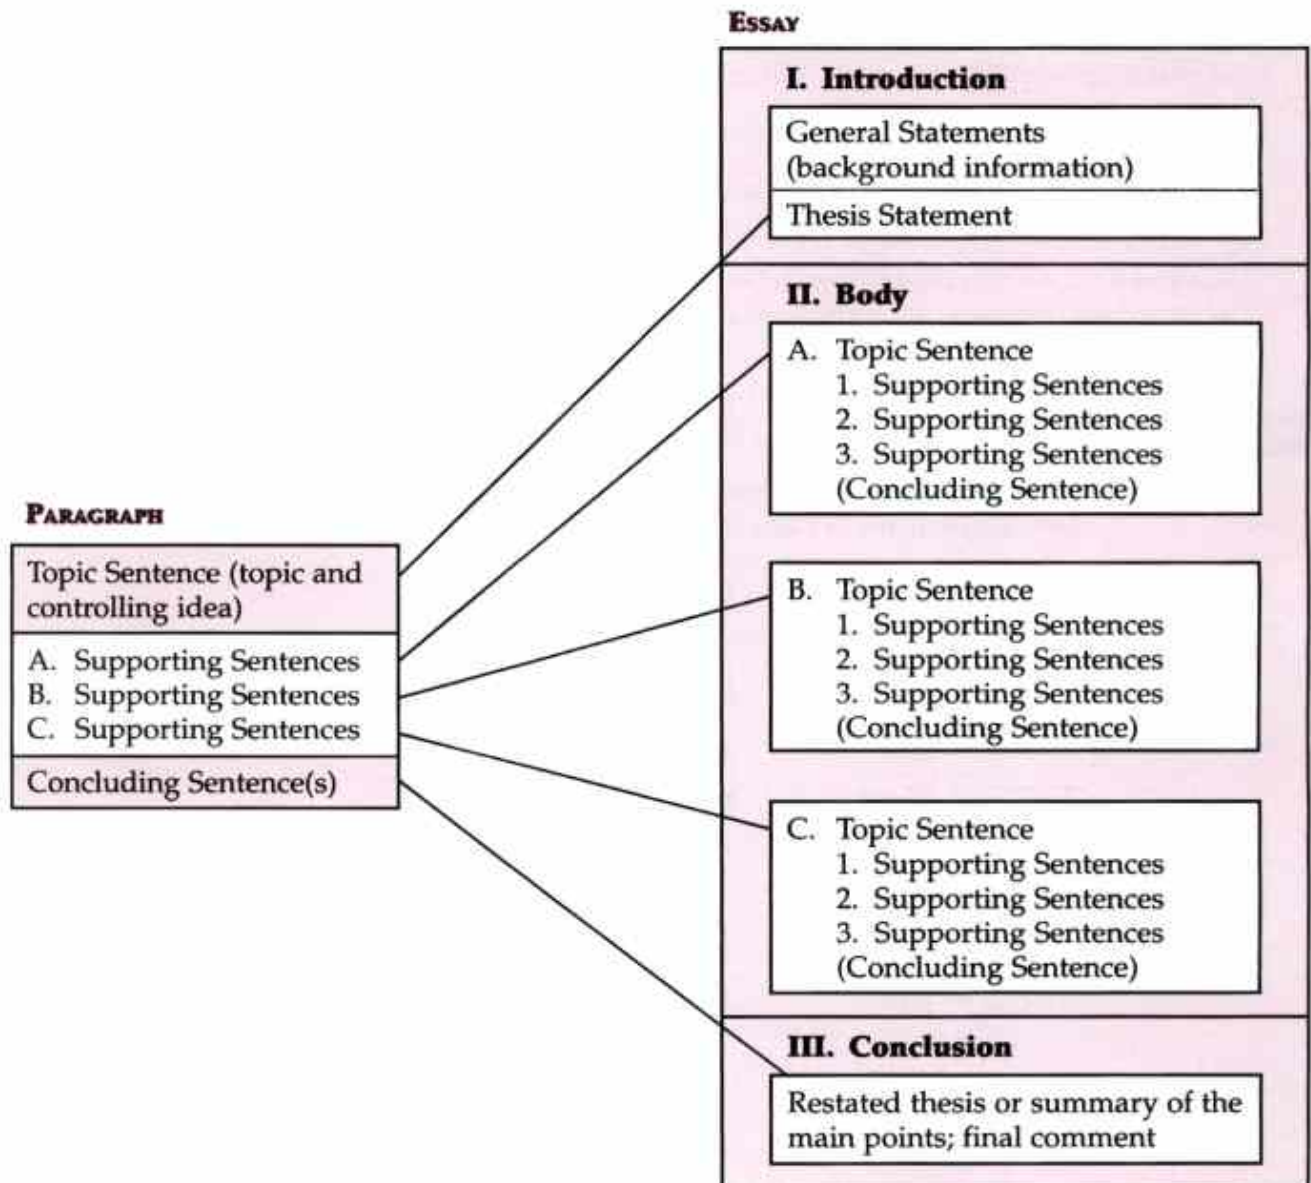 ESSAY
I. Introduction
General Statements
(background information)
Thesis Statement
II. Body
A. Topic Sentence
1. Supporting Sentences
2. Supporting Sentences
3. Supporting Sentences
(Concluding Sentence)
PARAGRAPH
Topic Sentence (topic and
controlling idea)
A. Supporting Sentences
B. Supporting Sentences
C. Supporting Sentences
Concluding Sentence(s)
B. Topic Sentence
1. Supporting Sentences
2. Supporting Sentences
3. Supporting Sentences
(Concluding Sentence)
C. Topic Sentence
1. Supporting Sentences
2. Supporting Sentences
3. Supporting Sentences
(Concluding Sentence)
III. Conclusion
Restated thesis or summary of the
main points; final comment